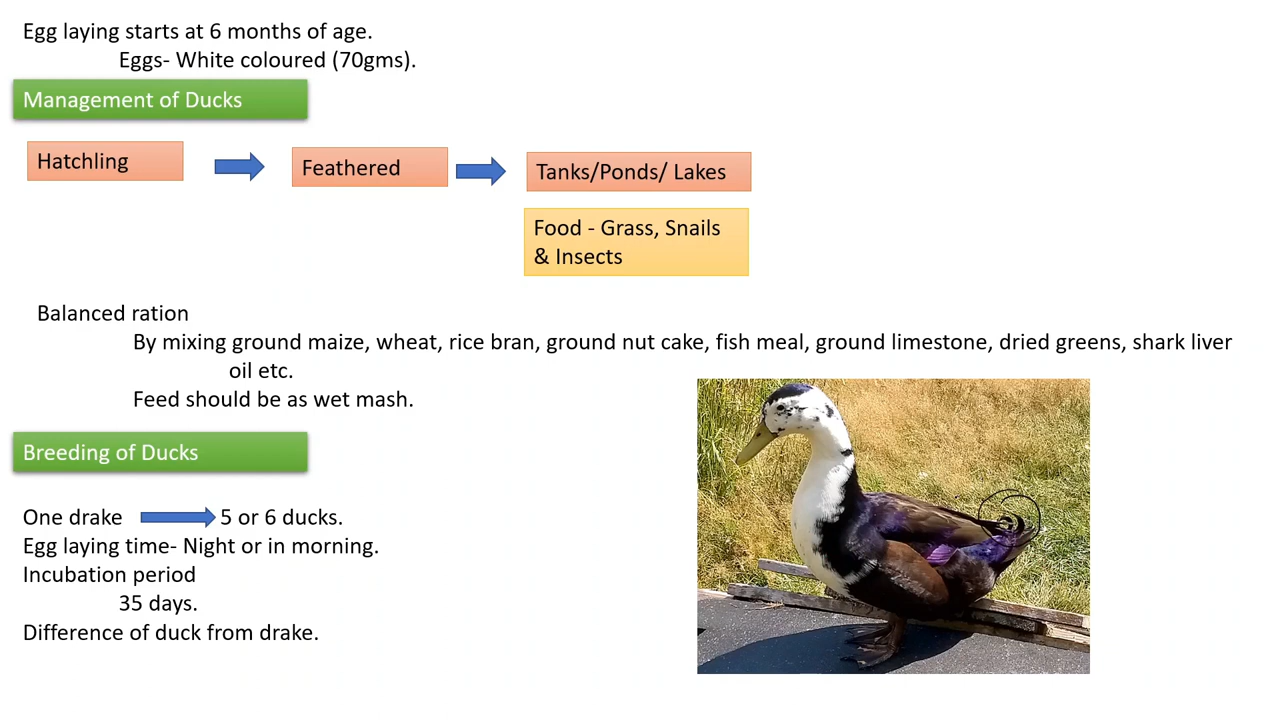 Egg laying starts at 6 months of age.
Eggs- White coloured (70gms).
Management of Ducks
Hatchling
Feathered
Tanks/Ponds/ Lakes
Food - Grass, Snails
& Insects
Balanced ration
By mixing ground maize, wheat, rice bran, ground nut cake, fish meal, ground limestone, dried greens, shark liver
oil etc.
Feed should be as wet mash.
Breeding of Ducks
One drake 5 or 6 ducks.
Egg laying time- Night or in morning.
Incubation period
35 days.
Difference of duck from drake.